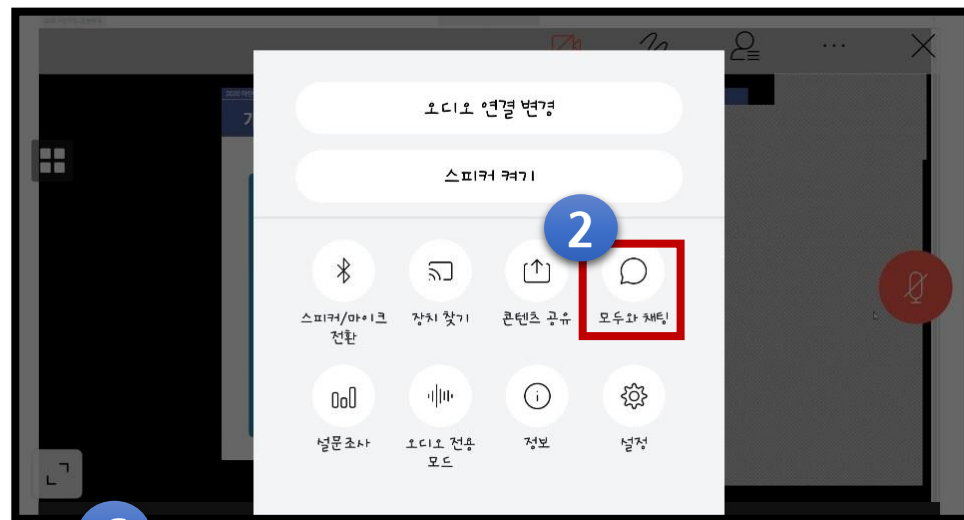 오디오 연결 변경
스피커 켜기
2
스피커/마이크
전환
장치 찾기
콘텐츠 공유
모두와 채팅
설문조사
오디오 전용
모드
정보
설정